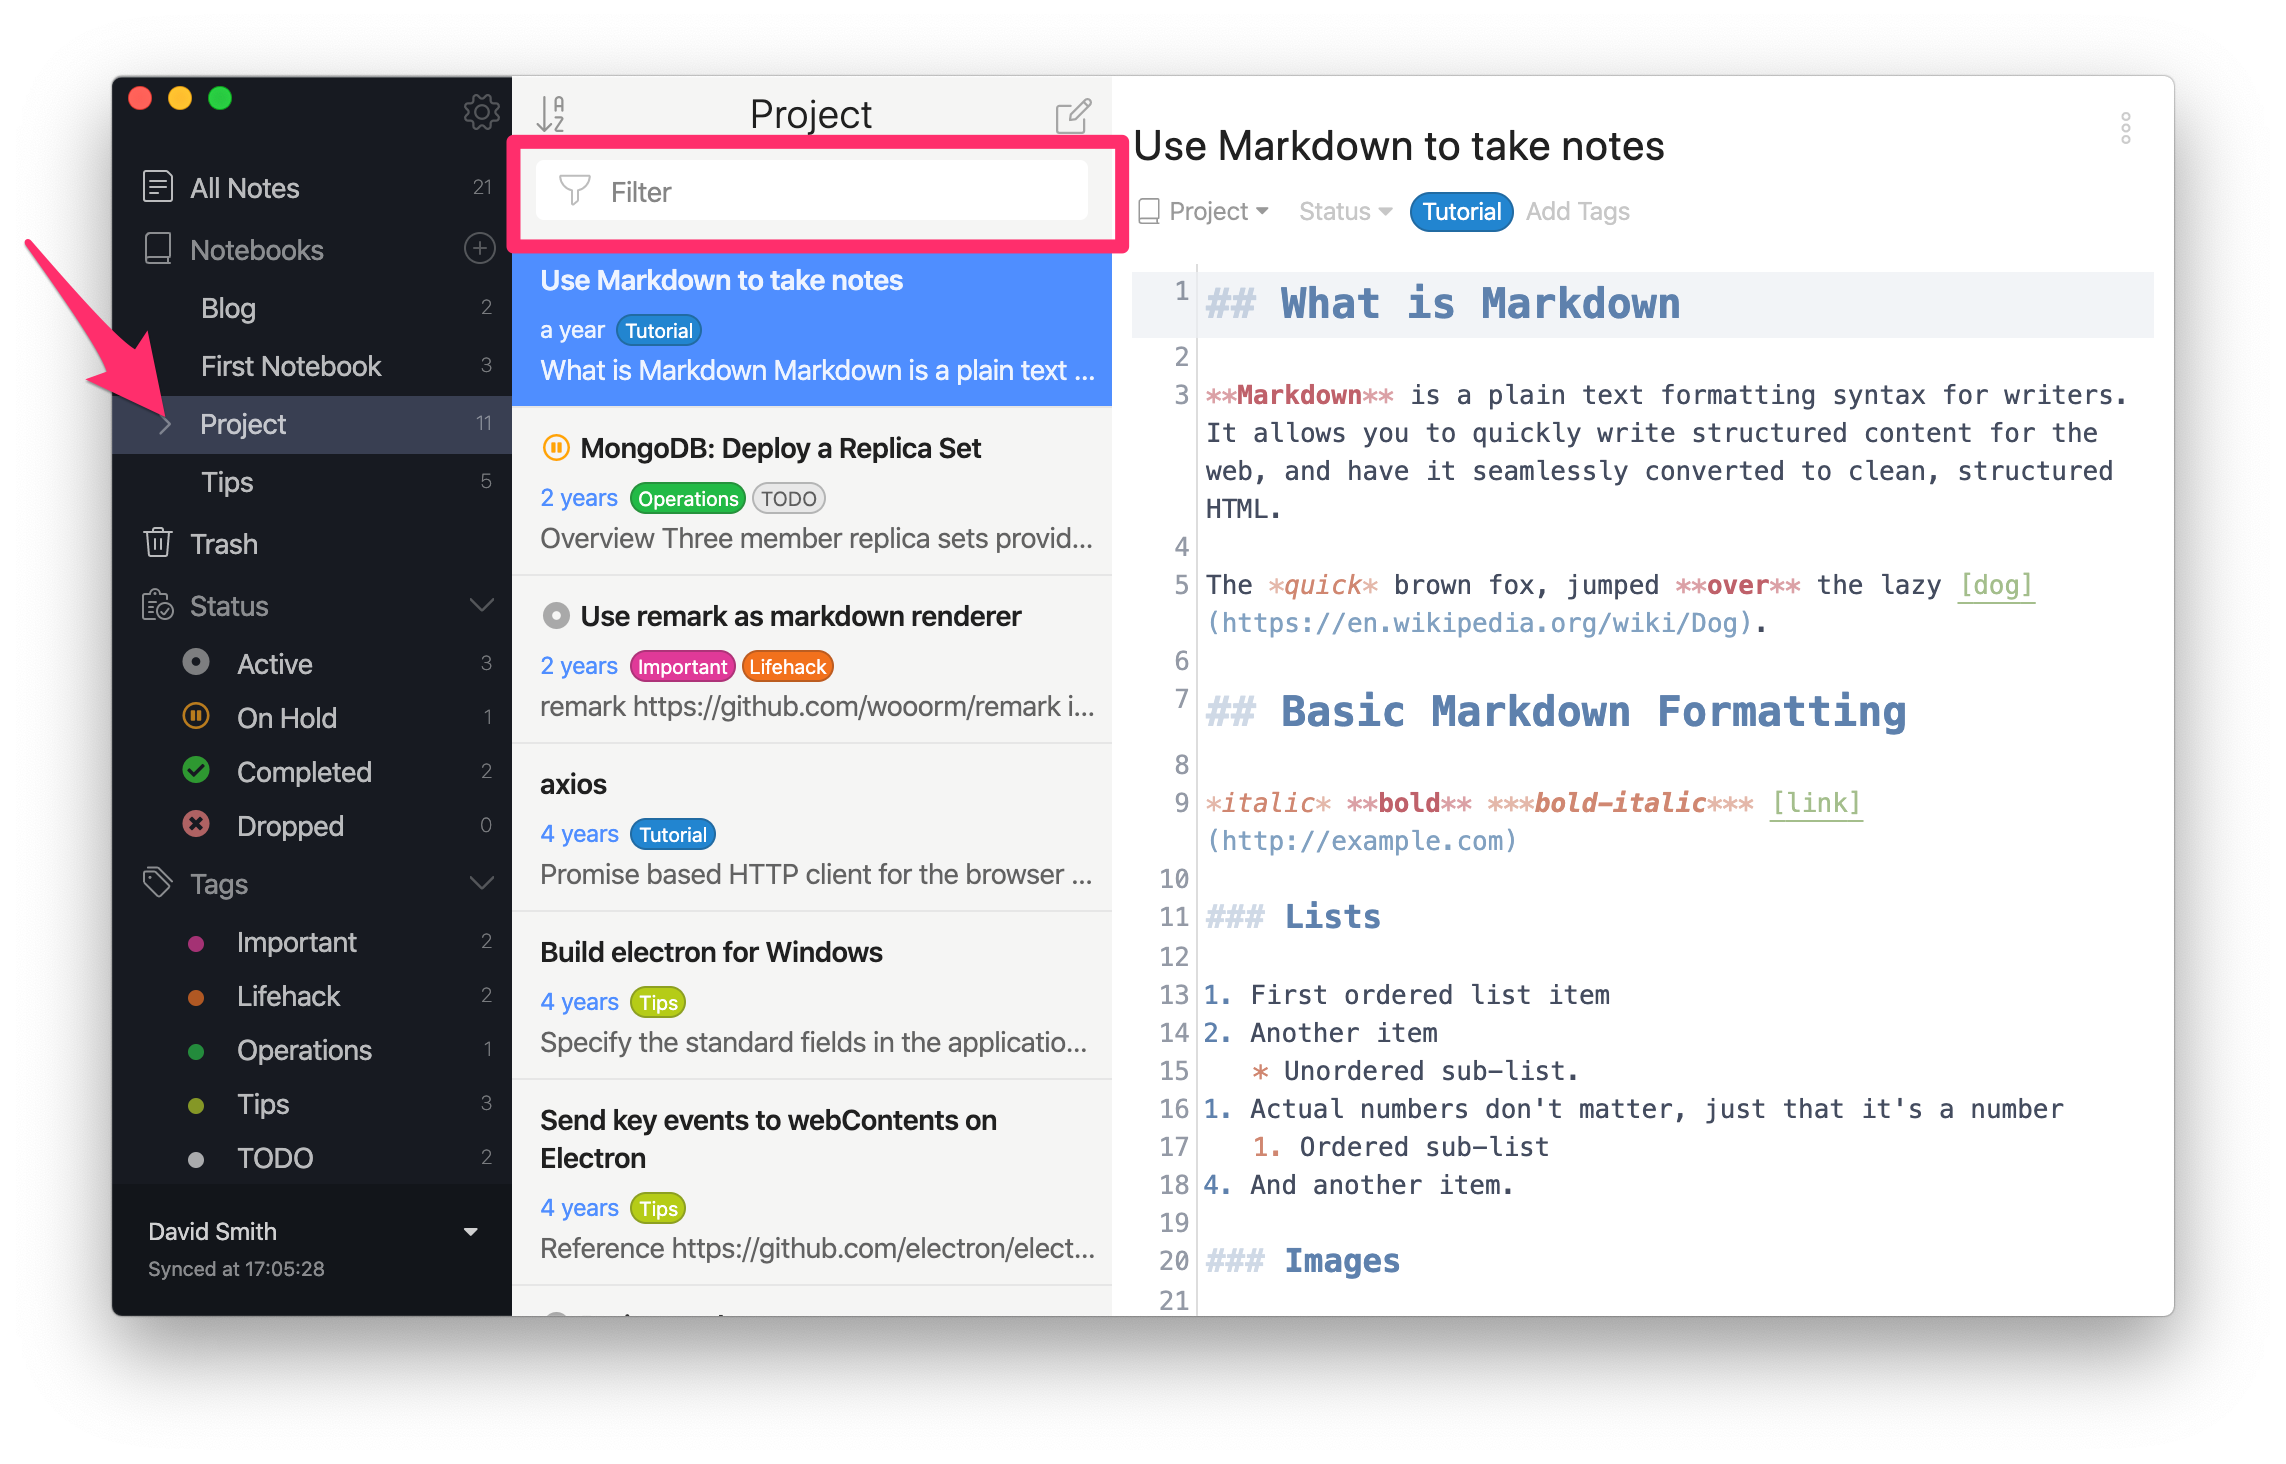 All Notes 21
Notebooks
Blog 2
First Notebook 3
Project 11
Tips 5
Trash
Status
Active 3
On Hold 1
Completed 2
Dropped 0
Tags
Important 2
Lifehack 2
Operations 1
Tips 3
TODO 2
David Smith
Synced at 17:05:28
A
Z
Project
Filter
Use Markdown to take notes
a year Tutorial
What is Markdown Markdown is a plain text ...
MongoDB: Deploy a Replica Set
2 years Operations TODO
Overview Three member replica sets provid...
Use remark as markdown renderer
2 years Important Lifehack
remark https://github.com/wooorm/remark i...
axios
4 years Tutorial
Promise based HTTP client for the browser ...
Build electron for Windows
4 years Tips
Specify the standard fields in the applicatio...
Send key events to webContents on
Electron
4 years Tips
Reference https://github.com/electron/elect...
Use Markdown to take notes
Project Status Tutorial Add Tags
1 ## What is Markdown
2
3 **Markdown** is a plain text formatting syntax for writers.
It allows you to quickly write structured content for the
web, and have it seamlessly converted to clean, structured
HTML.
4
5 The *quick* brown fox, jumped **over** the lazy [dog]
(https://en.wikipedia.org/wiki/Dog).
6
7 ## Basic Markdown Formatting
8
9 *italic* **bold** ***bold-italic*** [link]
(http://example.com)
10
11 ### Lists
12
13 1. First ordered list item
14 2. Another item
15 * Unordered sub-list.
16 1. Actual numbers don't matter, just that it's a number
17 1. Ordered sub-list
18 4. And another item.
19
20 ### Images
21